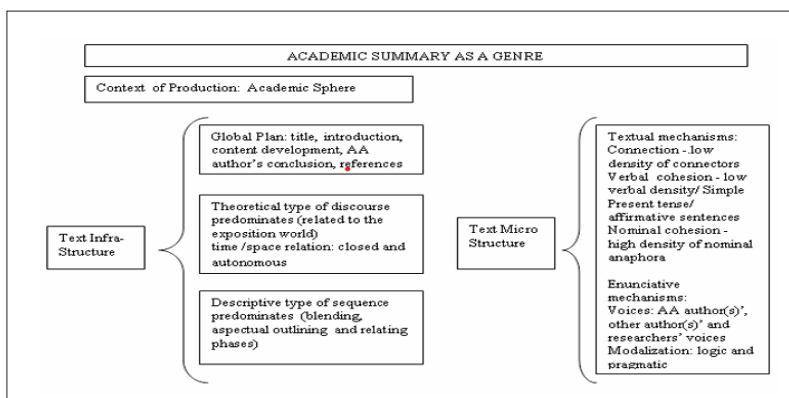 ACADEMIC SUMMARY AS A GENRE
Context of Production: Academic Sphere
Global Plan: title, introduction,
content development, AA
author's conclusion, references
Text Infra-
Structure
Theoretical type of discourse
predominates (related to the
exposition world)
time /space relation: closed and
autonomous
Descriptive type of sequence
predominates (blending,
aspectual outlining and relating
phases)
Text Micro
Structure
Textual mechanisms:
Connection - low
density of connectors
Verbal cohesion - low
verbal density/ Simple
Present tense/
affirmative sentences
Nominal cohesion -
high density of nominal
anaphora
Enunciative
mechanisms:
Voices: AA author(s)',
other author(s)' and
researchers' voices
Modalization: logic and
pragmatic